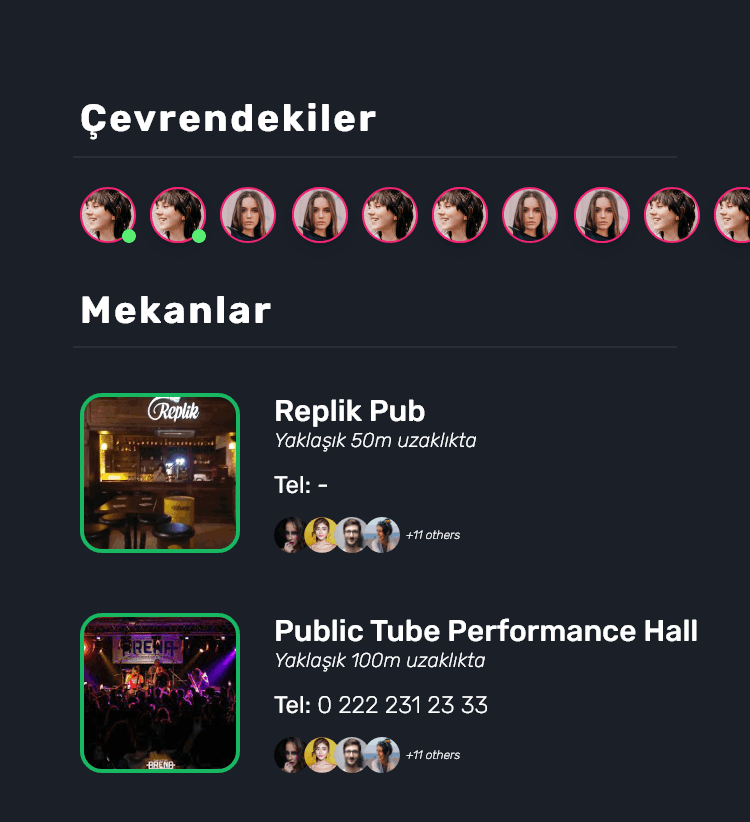 Çevrendekiler
Mekanlar
Replik
Replik Pub
Yaklaşık 50m uzaklıkta
Tel: -
+11 others
ARENA
ARENA
Public Tube Performance Hall
Yaklaşık 100m uzaklıkta
Tel: 0 222 231 23 33
+11 others